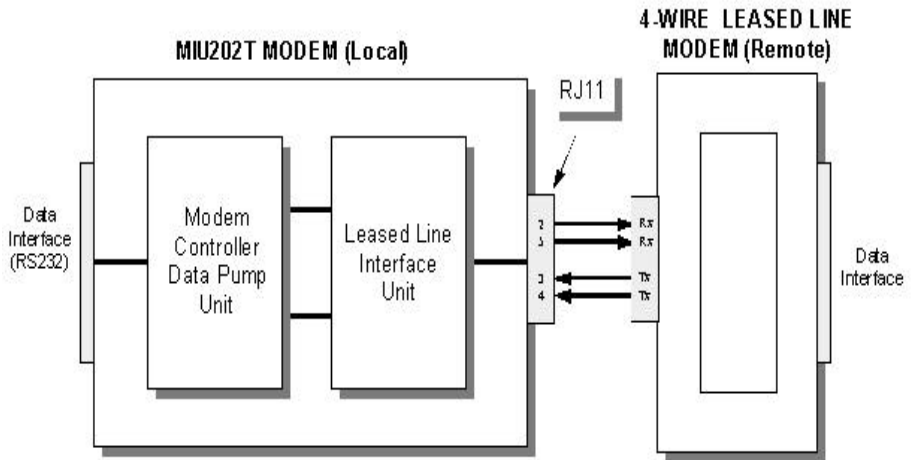 4-WIRE LEASED LINE
MODEM (Remote)
MIU202T MODEM (Local)
RJ11
Data
Interface
(RS232)
Modem
Controller
Data Pump
Unit
Leased Line
Interface
Unit
2
5
3
4
Rx
Rx
Tx
Tx
Data
Interface